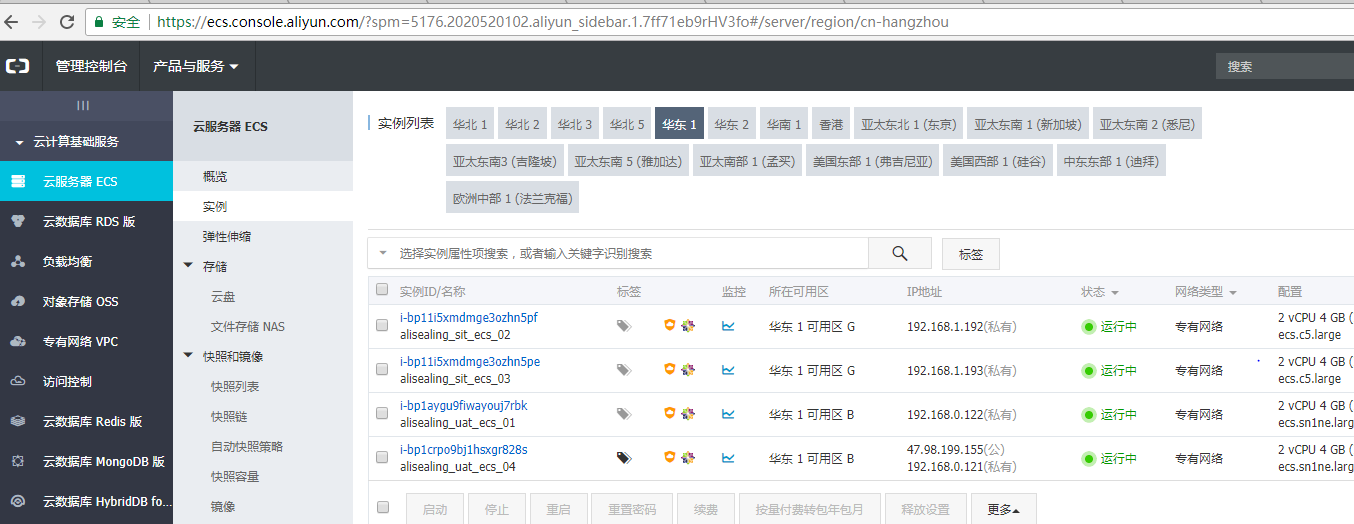 安全 https://ecs.console.aliyun.com/?spm=5176.2020520102.aliyun_sidebar.1.7ff71eb9rHV3fo#/server/region/cn-hangzhou
管理控制台 产品与服务 搜索
云计算基础服务
云服务器 ECS
云数据库 RDS 版
负载均衡
对象存储 OSS
专有网络 VPC
访问控制
云数据库 Redis 版
云数据库 MongoDB 版
云数据库 HybridDB fo...
云服务器 ECS
概览
实例
弹性伸缩
存储
云盘
文件存储 NAS
快照和镜像
快照列表
快照链
自动快照策略
快照容量
镜像
实例列表 华北 1 华北 2 华北 3 华北 5 华东 1 华东 2 华南 1 香港 亚太东北 1 (东京) 亚太东南 1 (新加坡) 亚太东南 2 (悉尼)
亚太东南3 (吉隆坡) 亚太东南 5 (雅加达) 亚太南部 1 (孟买) 美国东部 1 (弗吉尼亚) 美国西部 1 (硅谷) 中东东部 1 (迪拜)
欧洲中部 1 (法兰克福)
选择实例属性项搜索，或者输入关键字识别搜索 标签
实例ID/名称 标签 监控 所在可用区 IP地址 状态 网络类型 配置
i-bp11i5xmdmge3ozhn5pf 2 vCPU 4 GB (
华东 1 可用区 G 192.168.1.192(私有) 运行中 专有网络
alisealing_sit_ecs_02 ecs.c5.large
i-bp11i5xmdmge3ozhn5pe 2 vCPU 4 GB (
华东 1 可用区 G 192.168.1.193(私有) 运行中 专有网络
alisealing_sit_ecs_03 ecs.c5.large
i-bp1aygu9fiwayouj7rbk 2 vCPU 4 GB (
华东 1 可用区 B 192.168.0.122(私有) 运行中 专有网络
alisealing_uat_ecs_01 ecs.sn1ne.larg
i-bp1crpo9bj1hsxgr828s 47.98.199.155(公) 2 vCPU 4 GB (
华东 1 可用区 B 运行中 专有网络
alisealing_uat_ecs_04 192.168.0.121(私有) ecs.sn1ne.larg
启动 停止 重启 重置密码 续费 按量付费转包年包月 释放设置 更多